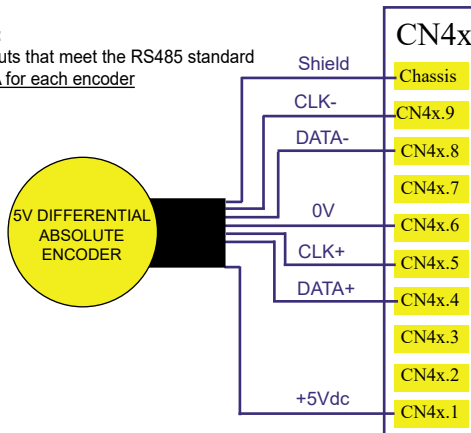 :
uts that meet the RS485 standard
A for each encoder
CN4x
Shield
Chassis
CLK-
CN4x.9
DATA-
CN4x.8
CN4x.7
5V DIFFERENTIAL
ABSOLUTE
ENCODER
0V
CN4x.6
CLK+
CN4x.5
DATA+
CN4x.4
CN4x.3
CN4x.2
+5Vdc
CN4x.1